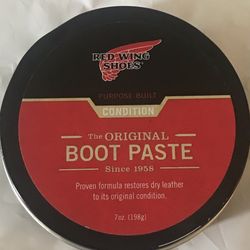 RED WING
SHOES
PURPOSE-BUILT
CONDITION
The ORIGINAL
BOOT PASTE
Since 1958
Proven formula restores dry leather
to its original condition.
7oz. (198g)